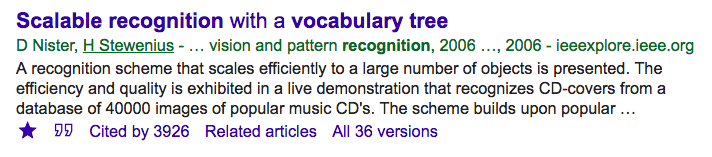 Scalable recognition with a vocabulary tree
D Nister, H Stewenius - … vision and pattern recognition, 2006 …, 2006 - ieeexplore.ieee.org
A recognition scheme that scales efficiently to a large number of objects is presented. The
efficiency and quality is exhibited in a live demonstration that recognizes CD-covers from a
database of 40000 images of popular music CD's. The scheme builds upon popular …
Cited by 3926 Related articles All 36 versions